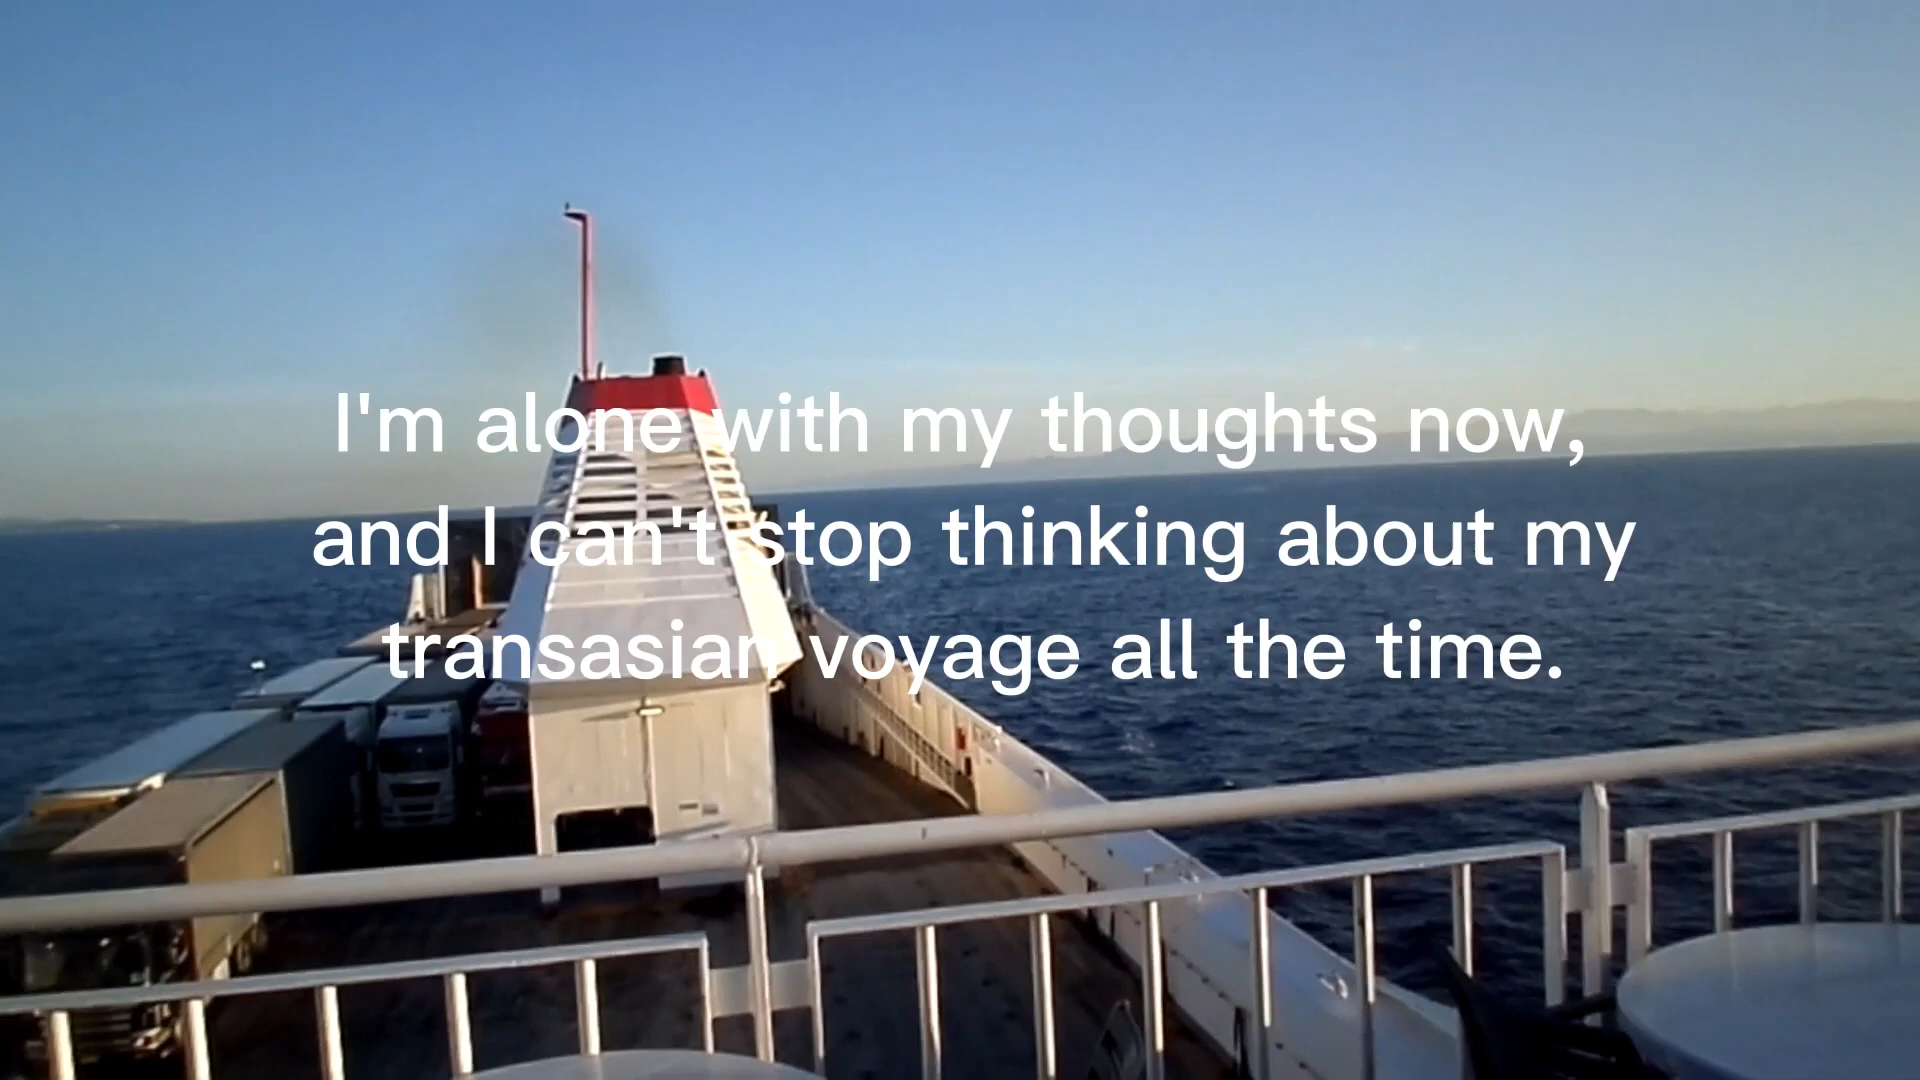 I'm alone with my thoughts now,
and I can't stop thinking about my
transasian voyage all the time.